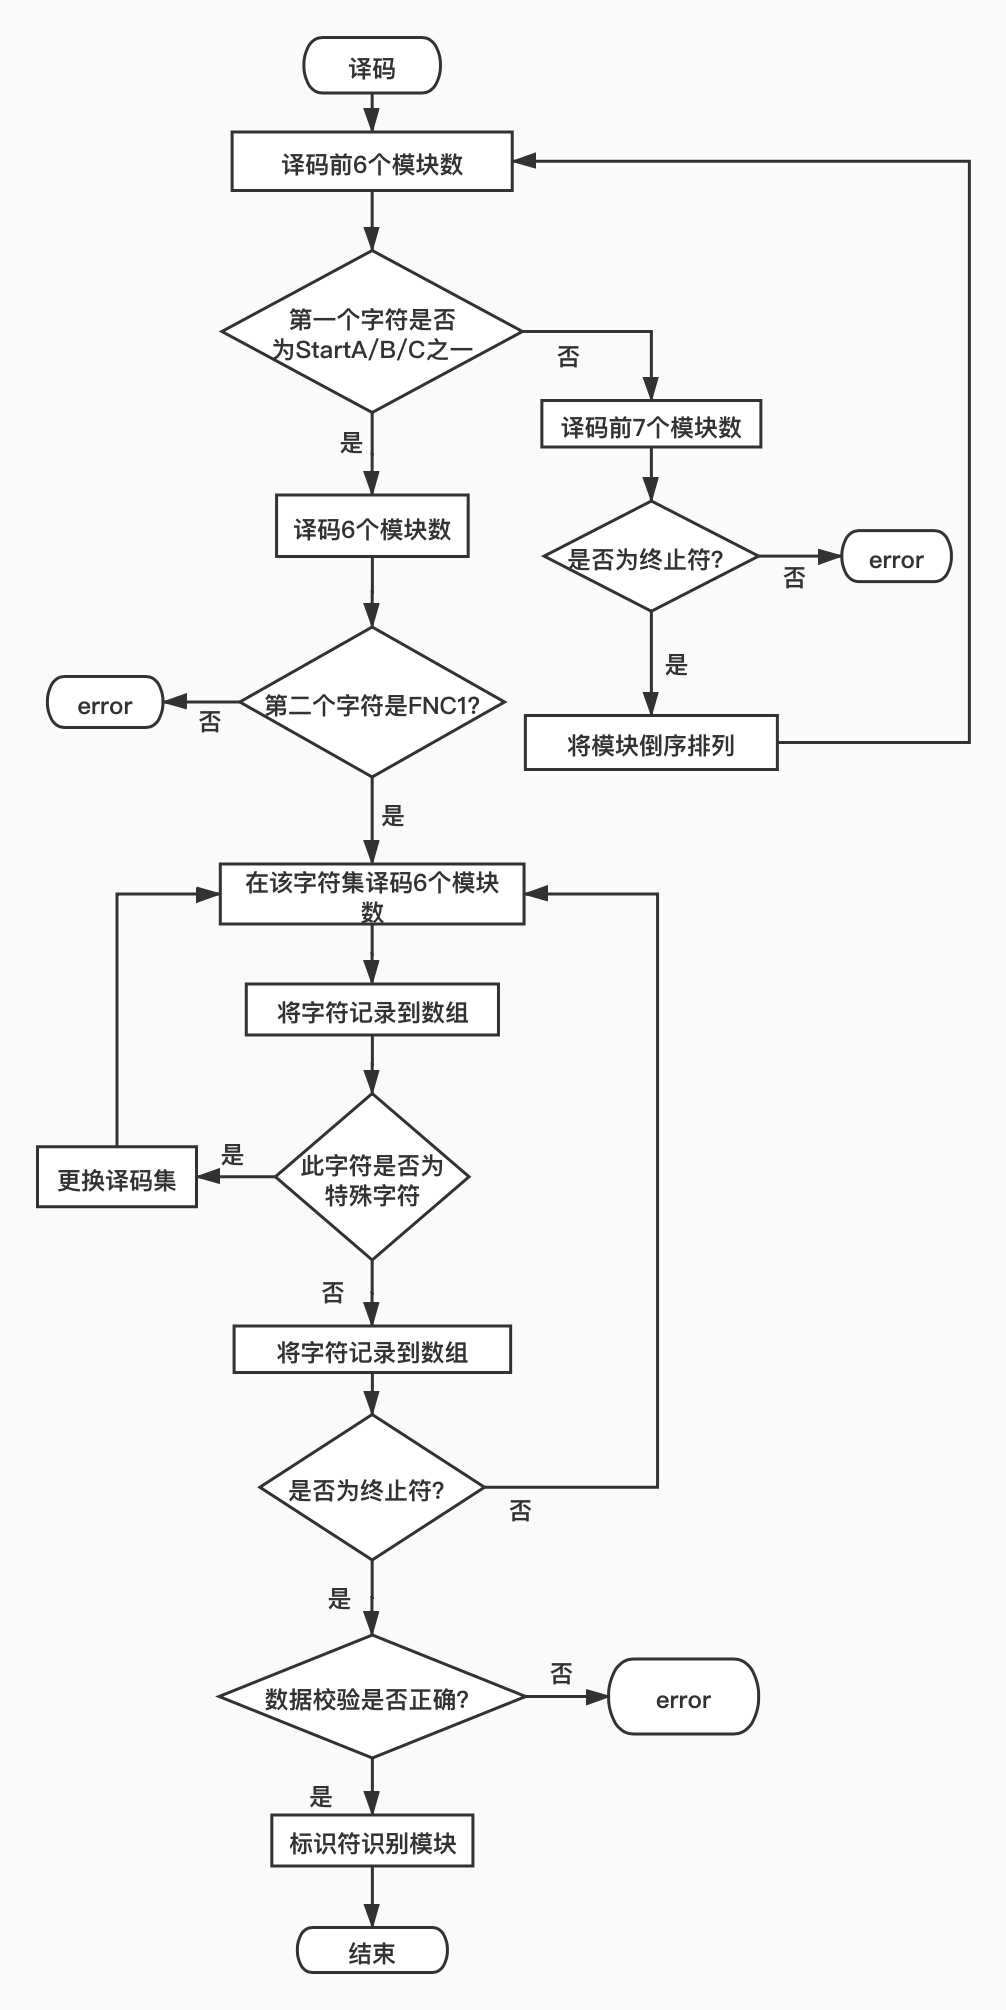 译码
译码前6个模块数
第一个字符是否
为StartA/B/C之一
否
译码前7个模块数
是
译码6个模块数
是否为终止符?
error
否
是
第二个字符是FNC1?
error
否
将模块倒序排列
是
在该字符集译码6个模块
数
将字符记录到数组
此字符是否为
特殊字符
是
更换译码集
否
将字符记录到数组
是否为终止符?
否
是
数据校验是否正确?
否
error
是
标识符识别模块
结束